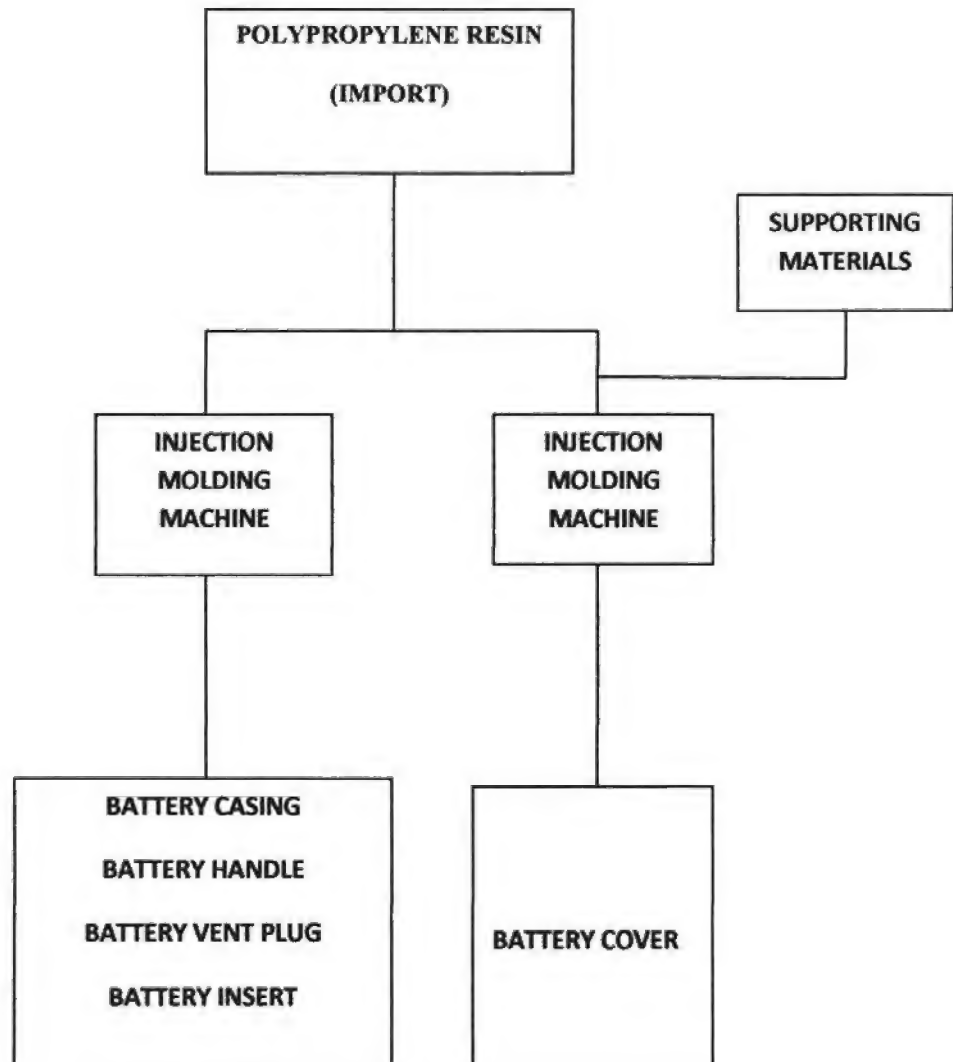 POLYPROPYLENE RESIN
(IMPORT)
SUPPORTING
MATERIALS
INJECTION
MOLDING
MACHINE
INJECTION
MOLDING
MACHINE
BATTERY CASING
BATTERY HANDLE
BATTERY VENT PLUG
BATTERY INSERT
BATTERY COVER